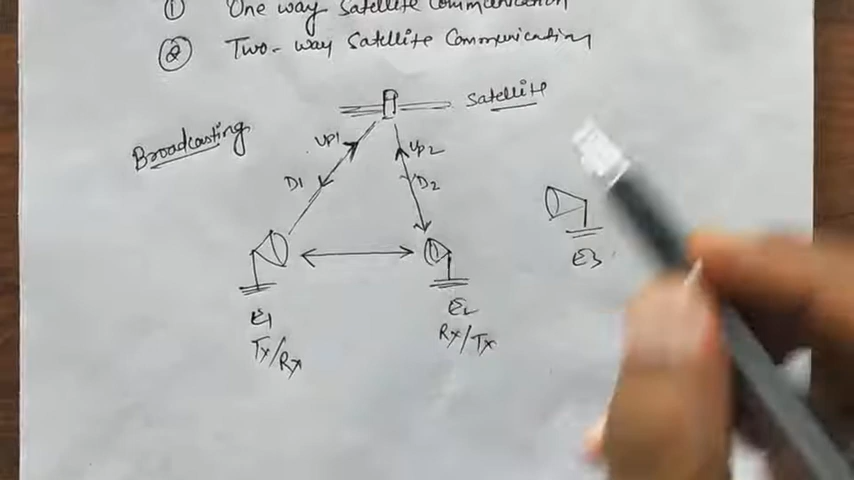 ① One way Satellite Communication
② Two-way Satellite Communication
Satellite
Broadcasting
UP1
UP2
D1
D2
E1
E2
E3
Tx/Rx
Rx/Tx